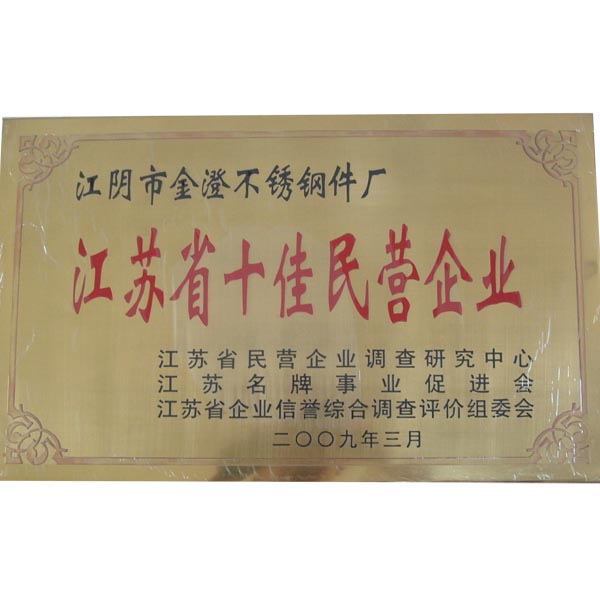 江阴市金澄不锈钢件厂
江苏省十佳民营企业
江苏省民营企业调查研究中心
江苏名牌事业促进会
江苏省企业信誉综合调查评价组委会
二〇〇九年三月